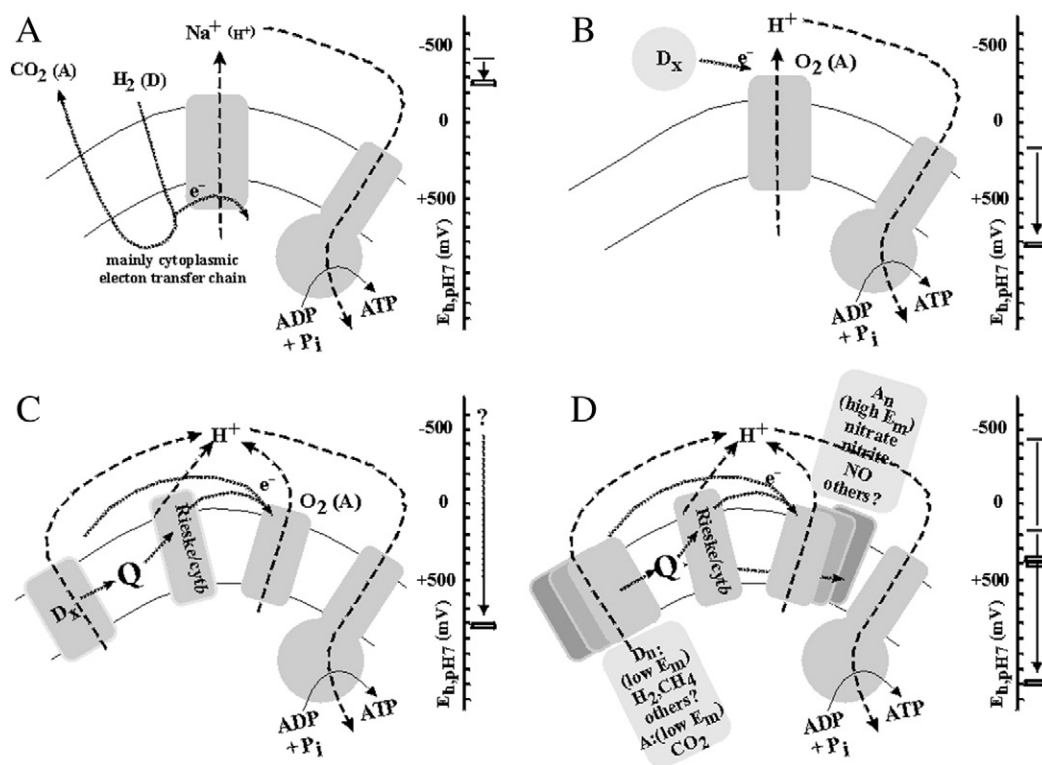 A
Na+ (H+)
CO2 (A)
H2 (D)
e-
mainly cytoplasmic
electon transfer chain
ADP
+ Pi
ATP
-500
0
+500
Eh,pH7 (mV)
B
H+
Dx
e-
O2 (A)
ADP
+ Pi
ATP
-500
0
+500
Eh,pH7 (mV)
C
H+
e-
O2 (A)
Rieske/cytb
Q
Dx
ADP
+ Pi
ATP
?
-500
0
+500
Eh,pH7 (mV)
D
H+
e-
An
(high Em)
nitrate
nitrite
NO
others?
Rieske/cytb
Q
Dn:
(low Em)
H2,CH4
others?
A:(low Em)
CO2
ADP
+ Pi
ATP
-500
0
+500
Eh,pH7 (mV)